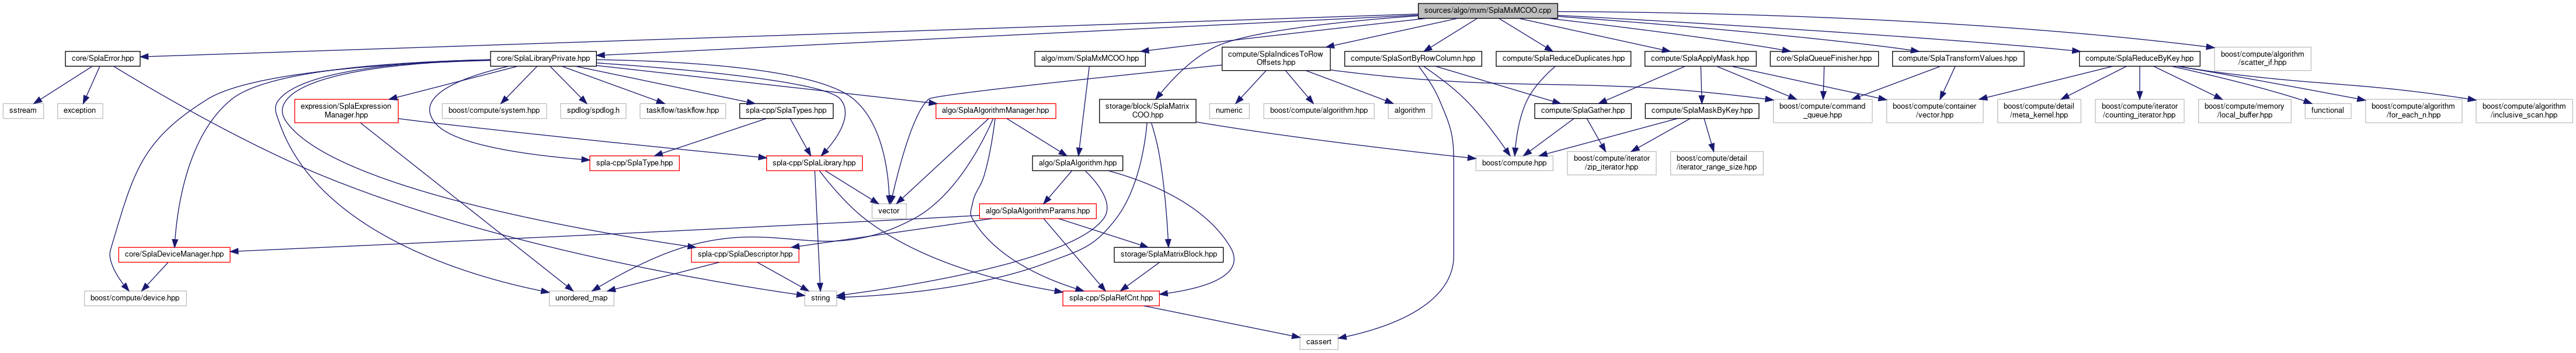 sources/algo/mxm/SplaMxMCOO.cpp
core/SplaError.hpp
core/SplaLibraryPrivate.hpp
algo/mxm/SplaMxMCOO.hpp
compute/SplaIndicesToRow
Offsets.hpp
compute/SplaSortByRowColumn.hpp
compute/SplaReduceDuplicates.hpp
compute/SplaApplyMask.hpp
core/SplaQueueFinisher.hpp
compute/SplaTransformValues.hpp
compute/SplaReduceByKey.hpp
boost/compute/algorithm
/scatter_if.hpp
sstream
exception
expression/SplaExpression
Manager.hpp
boost/compute/system.hpp
spdlog/spdlog.h
taskflow/taskflow.hpp
spla-cpp/SplaTypes.hpp
algo/SplaAlgorithmManager.hpp
storage/block/SplaMatrix
COO.hpp
numeric
boost/compute/algorithm.hpp
algorithm
compute/SplaGather.hpp
compute/SplaMaskByKey.hpp
boost/compute/command
_queue.hpp
boost/compute/container
/vector.hpp
boost/compute/detail
/meta_kernel.hpp
boost/compute/iterator
/counting_iterator.hpp
boost/compute/memory
/local_buffer.hpp
functional
boost/compute/algorithm
/for_each_n.hpp
boost/compute/algorithm
/inclusive_scan.hpp
spla-cpp/SplaType.hpp
spla-cpp/SplaLibrary.hpp
algo/SplaAlgorithm.hpp
boost/compute.hpp
boost/compute/iterator
/zip_iterator.hpp
boost/compute/detail
/iterator_range_size.hpp
vector
algo/SplaAlgorithmParams.hpp
core/SplaDeviceManager.hpp
spla-cpp/SplaDescriptor.hpp
storage/SplaMatrixBlock.hpp
boost/compute/device.hpp
unordered_map
string
spla-cpp/SplaRefCnt.hpp
cassert